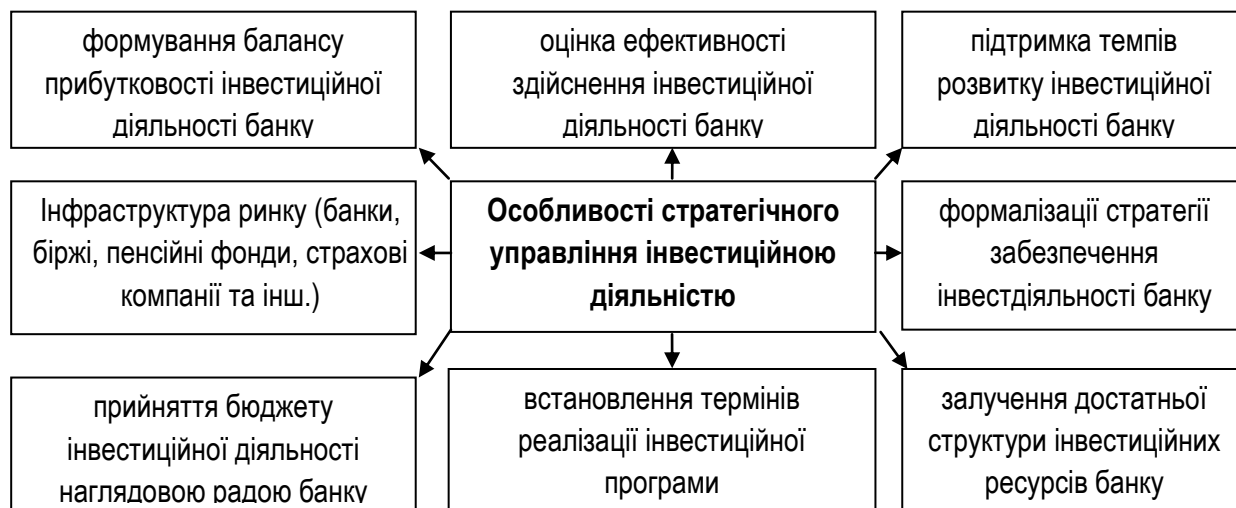 формування балансу
прибутковості інвестиційної
діяльності банку
оцінка ефективності
здійснення інвестиційної
діяльності банку
підтримка темпів
розвитку інвестиційної
діяльності банку
Інфраструктура ринку (банки,
біржі, пенсійні фонди, страхові
компанії та інш.)
Особливості стратегічного
управління інвестиційною
діяльністю
формалізації стратегії
забезпечення
інвестдіяльності банку
прийняття бюджету
інвестиційної діяльності
наглядовою радою банку
встановлення термінів
реалізації інвестиційної
програми
залучення достатньої
структури інвестиційних
ресурсів банку